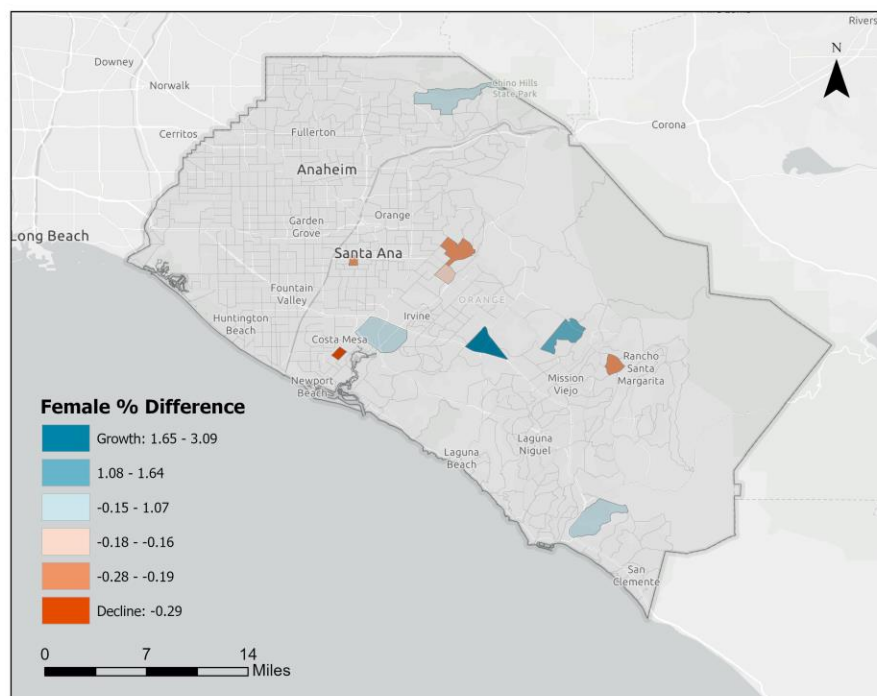 Downey
Rivers
Norwalk
Chino Hills
State Park
N
Cerritos
Fullerton
Corona
Anaheim
Orange
Garden
Grove
Long Beach
Santa Ana
Fountain
Valley
ORANGE
Huntington
Beach
Irvine
Costa Mesa
Rancho
Santa
Margarita
Mission
Viejo
Newport
Beach
Female % Difference
Growth: 1.65 - 3.09
1.08 - 1.64
-0.15 - 1.07
-0.18 - -0.16
-0.28 - -0.19
Decline: -0.29
Laguna
Niguel
Laguna
Beach
San
Clemente
0 7 14
Miles